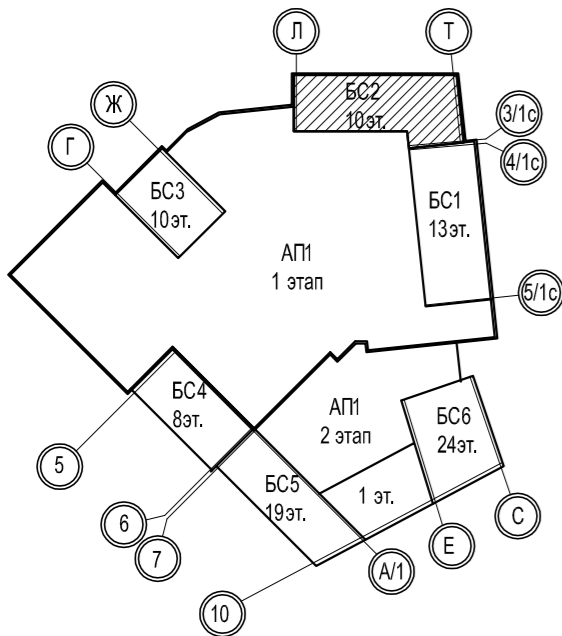 Л
Т
Ж
БС2
10эт.
3/1с
Г
4/1с
БС3
10эт.
БС1
13эт.
АП1
1 этап
5/1с
БС4
8эт.
АП1
2 этап
БС6
24эт.
5
БС5
19эт.
1 эт.
6
С
Е
7
А/1
10